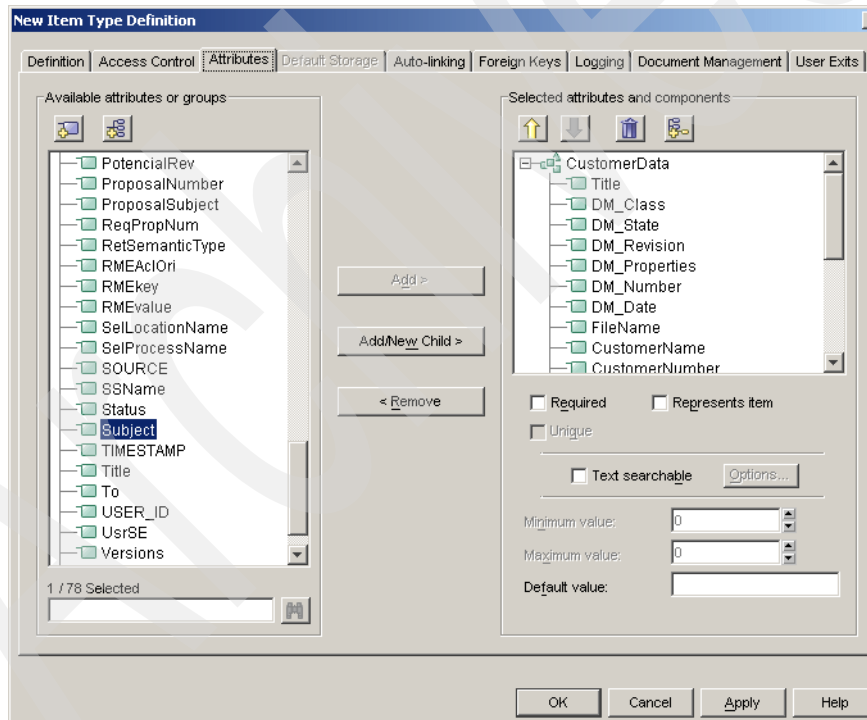 New Item Type Definition
Definition Access Control Attributes Default Storage Auto-linking Foreign Keys Logging Document Management User Exits
Available attributes or groups
PotencialRev
ProposalNumber
ProposalSubject
ReqPropNum
RetSemanticType
RMEAclOri
RMEkey
RMEvalue
SelLocationName
SelProcessName
SOURCE
SSName
Status
Subject
TIMESTAMP
Title
To
USER_ID
UsrSE
Versions
1 / 78 Selected
Add >
Add/New Child >
< Remove
Selected attributes and components
CustomerData
Title
DM_Class
DM_State
DM_Revision
DM_Properties
DM_Number
DM_Date
FileName
CustomerName
CustomerNumber
Required Represents item
Unique
Text searchable Options...
Minimum value: 0
Maximum value: 0
Default value:
OK Cancel Apply Help